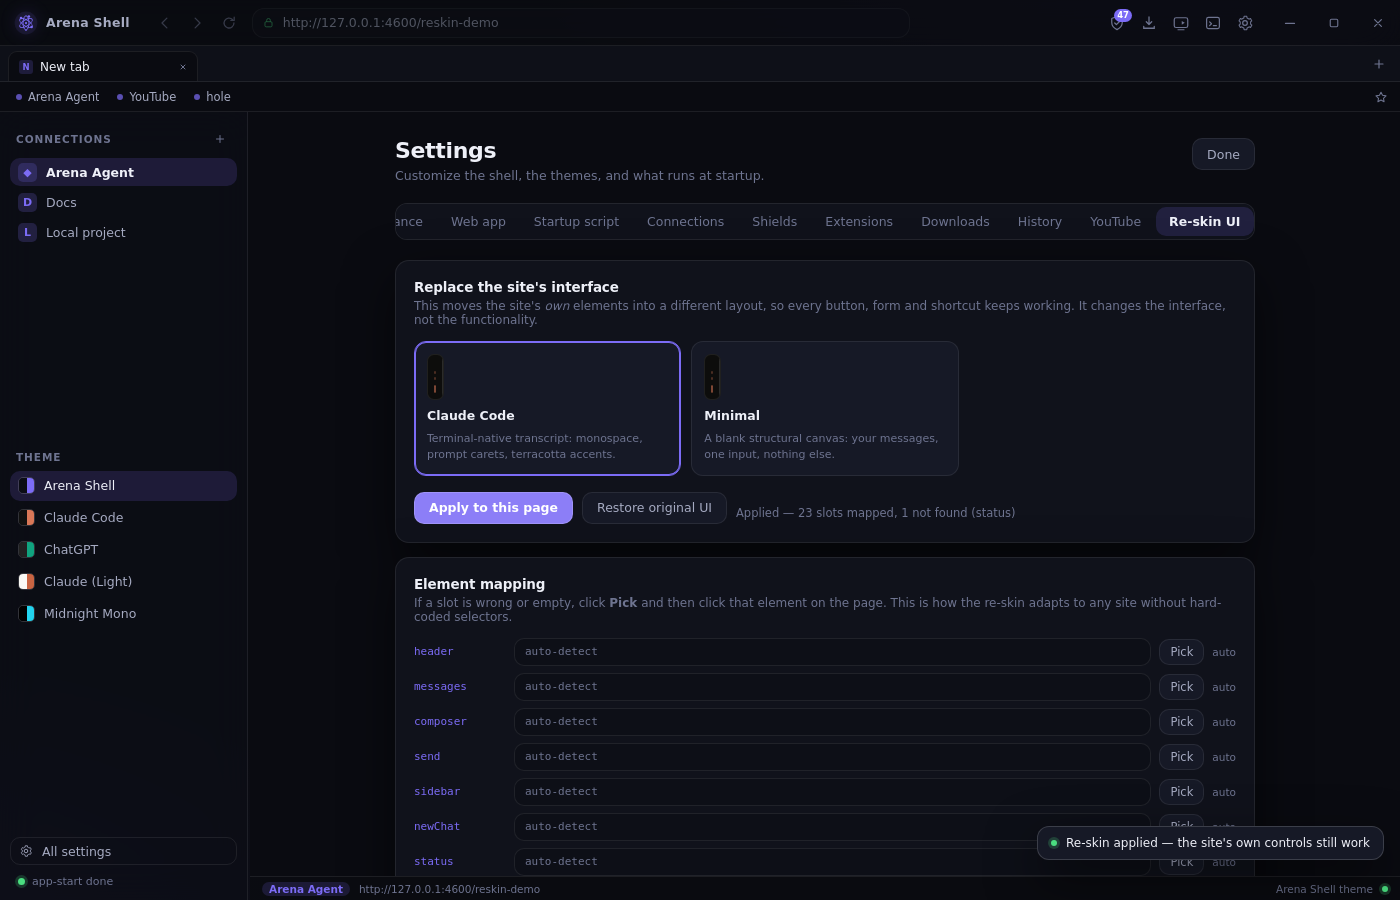 Arena Shell
http://127.0.0.1:4600/reskin-demo
47
N New tab
Arena Agent
YouTube
hole
CONNECTIONS
Arena Agent
D Docs
L Local project
THEME
Arena Shell
Claude Code
ChatGPT
Claude (Light)
Midnight Mono
All settings
app-start done
Settings
Customize the shell, the themes, and what runs at startup.
Done
ance Web app Startup script Connections Shields Extensions Downloads History YouTube Re-skin UI
Replace the site's interface
This moves the site's own elements into a different layout, so every button, form and shortcut keeps working. It changes the interface,
not the functionality.
Claude Code
Terminal-native transcript: monospace,
prompt carets, terracotta accents.
Minimal
A blank structural canvas: your messages,
one input, nothing else.
Apply to this page
Restore original UI
Applied — 23 slots mapped, 1 not found (status)
Element mapping
If a slot is wrong or empty, click Pick and then click that element on the page. This is how the re-skin adapts to any site without hard-
coded selectors.
header auto-detect Pick auto
messages auto-detect Pick auto
composer auto-detect Pick auto
send auto-detect Pick auto
sidebar auto-detect Pick auto
newChat auto-detect Pick auto
status auto-detect Pick auto
Re-skin applied — the site's own controls still work
Arena Agent http://127.0.0.1:4600/reskin-demo
Arena Shell theme